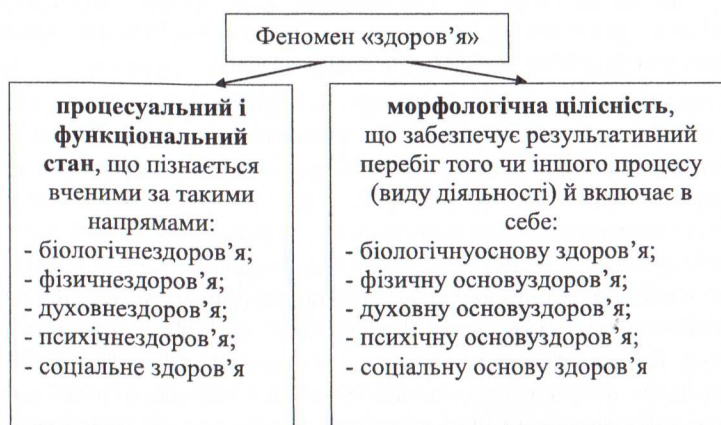 Феномен «здоров’я»
процесуальний і
функціональний
стан, що пізнається
вченими за такими
напрямами:
- біологічнездоров’я;
- фізичнездоров’я;
- духовнездоров’я;
- психічнездоров’я;
- соціальне здоров’я
морфологічна цілісність,
що забезпечує результативний
перебіг того чи іншого процесу
(виду діяльності) й включає в
себе:
- біологічнуоснову здоров’я;
- фізичну основуздоров’я;
- духовну основуздоров’я;
- психічну основуздоров’я;
- соціальну основу здоров’я